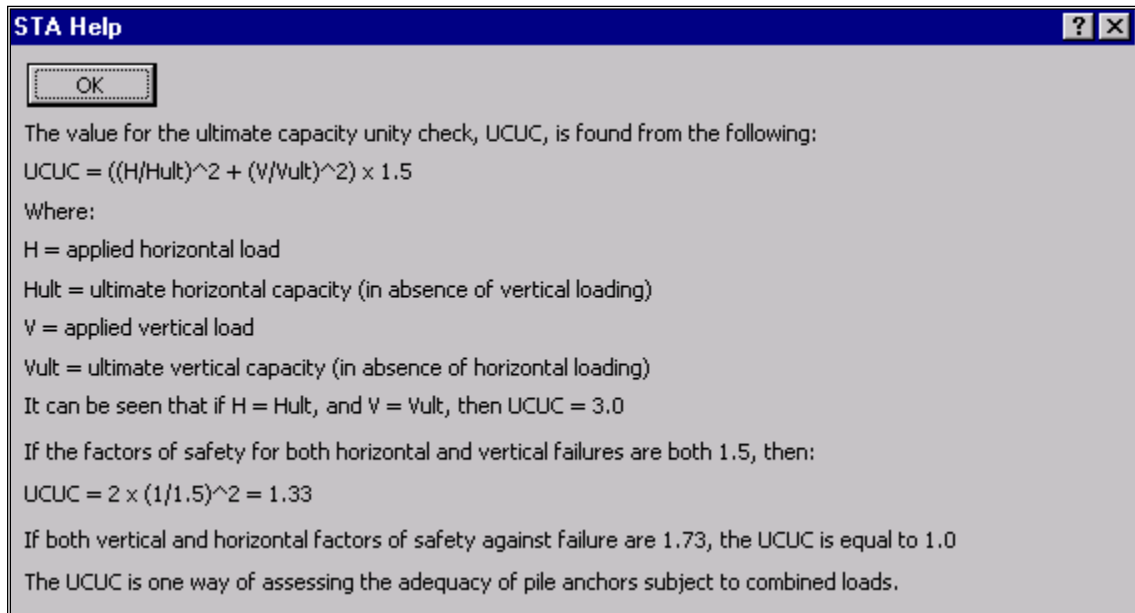 STA Help
OK
The value for the ultimate capacity unity check, UCUC, is found from the following:
UCUC = ((H/Hult)^2 + (V/Vult)^2) x 1.5
Where:
H = applied horizontal load
Hult = ultimate horizontal capacity (in absence of vertical loading)
V = applied vertical load
Vult = ultimate vertical capacity (in absence of horizontal loading)
It can be seen that if H = Hult, and V = Vult, then UCUC = 3.0
If the factors of safety for both horizontal and vertical failures are both 1.5, then:
UCUC = 2 x (1/1.5)^2 = 1.33
If both vertical and horizontal factors of safety against failure are 1.73, the UCUC is equal to 1.0
The UCUC is one way of assessing the adequacy of pile anchors subject to combined loads.